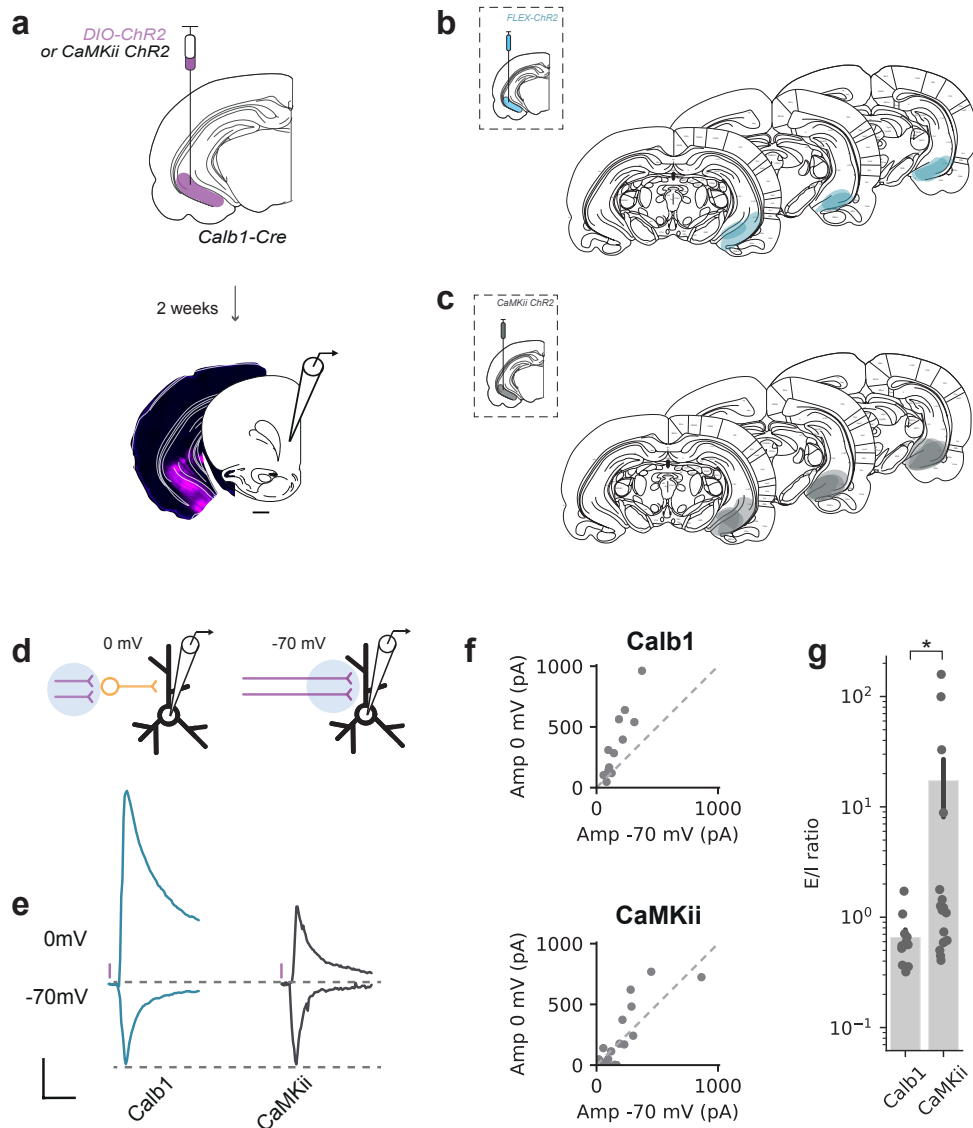 a
DIO-ChR2
or CaMKii ChR2
Calb1-Cre
2 weeks
b
FLEX-ChR2
c
CaMKii ChR2
d
0 mV
-70 mV
e
0mV
-70mV
Calb1
CaMKii
f
Calb1
Amp 0 mV (pA)
1000
500
0
0
1000
Amp -70 mV (pA)
CaMKii
Amp 0 mV (pA)
1000
500
0
0
1000
Amp -70 mV (pA)
g
*
E/I ratio
10²
10¹
10⁰
10⁻¹
Calb1
CaMKii